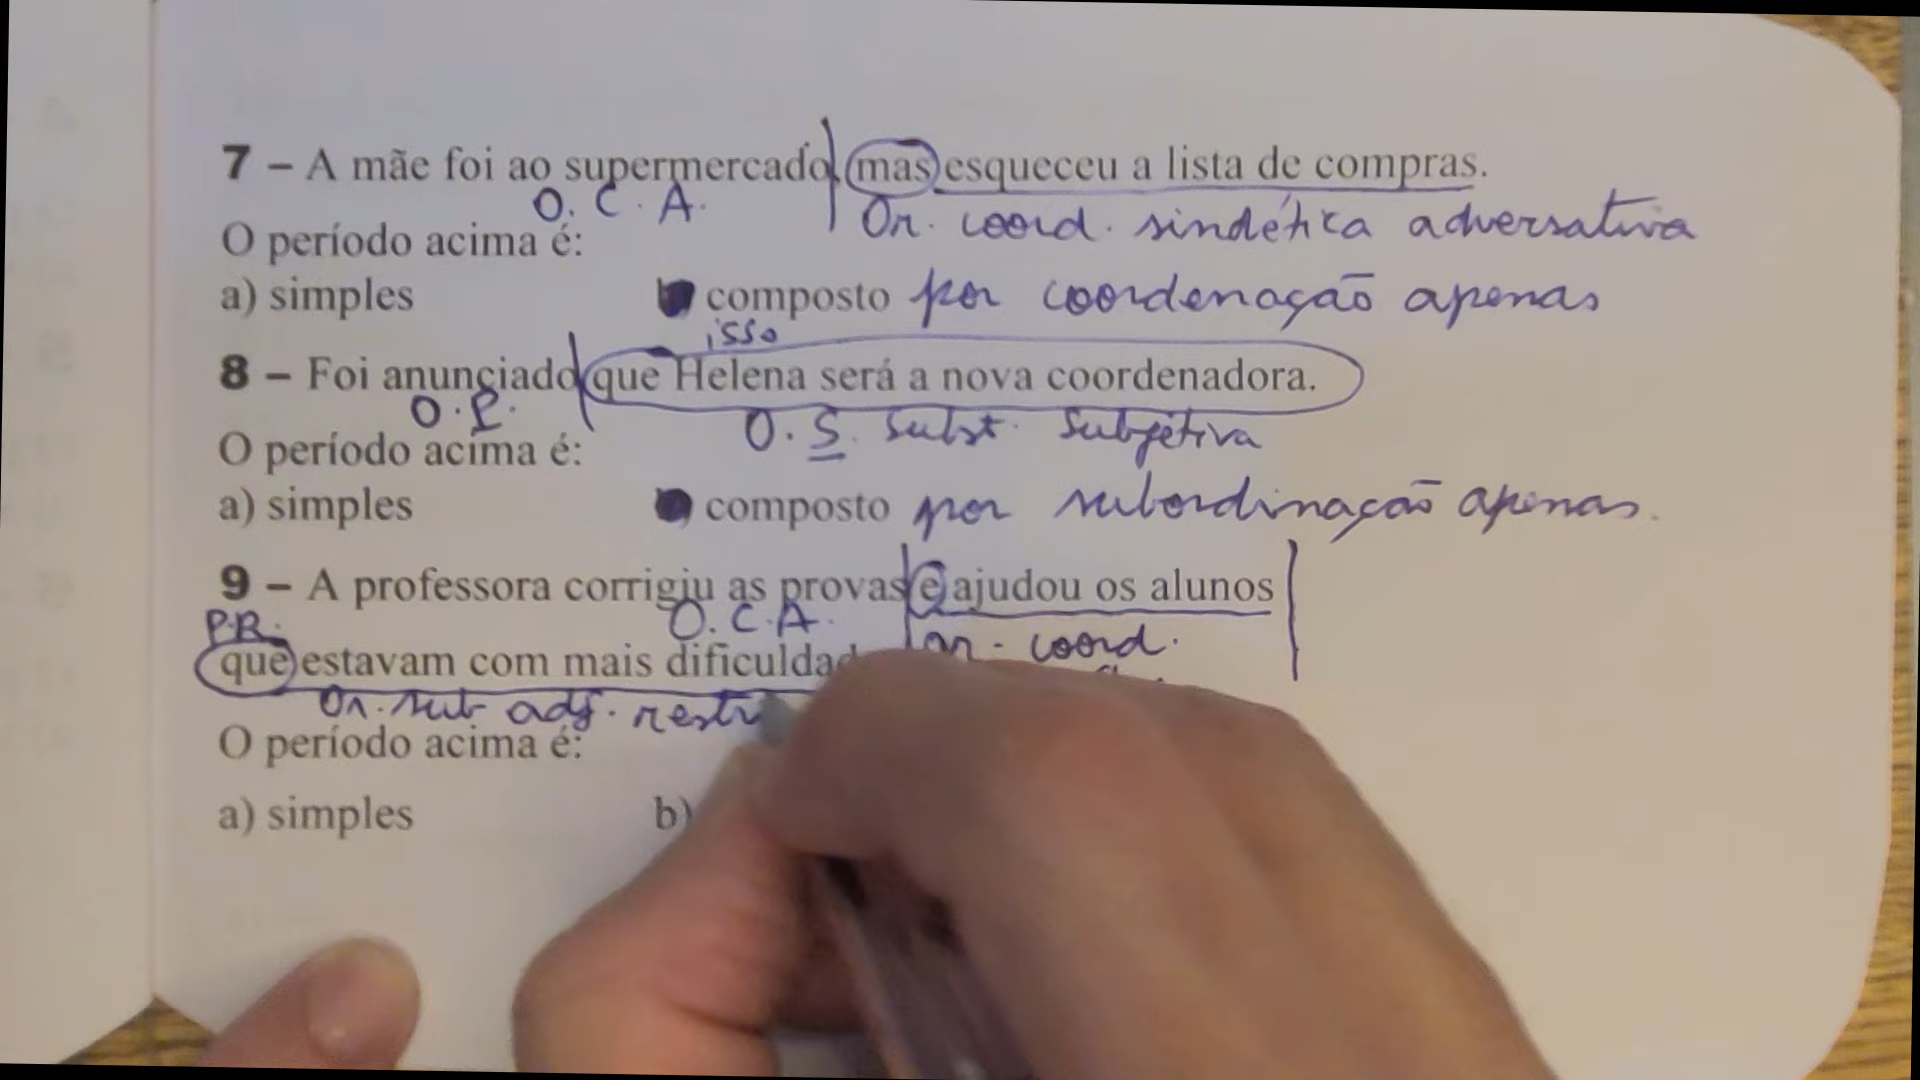 7 – A mãe foi ao supermercado, mas esqueceu a lista de compras.
O. C. A. Or. coord. sindética adversativa
O período acima é:
a) simples composto por coordenação apenas
isso
8 – Foi anunciado que Helena será a nova coordenadora.
O. P. O. S. subst. subjetiva
O período acima é:
a) simples composto por subordinação apenas.
9 – A professora corrigiu as provas e ajudou os alunos
P.R. O. C. A. or. coord.
que estavam com mais
Or. sub adj. restri
O período acima é:
a) simples b)